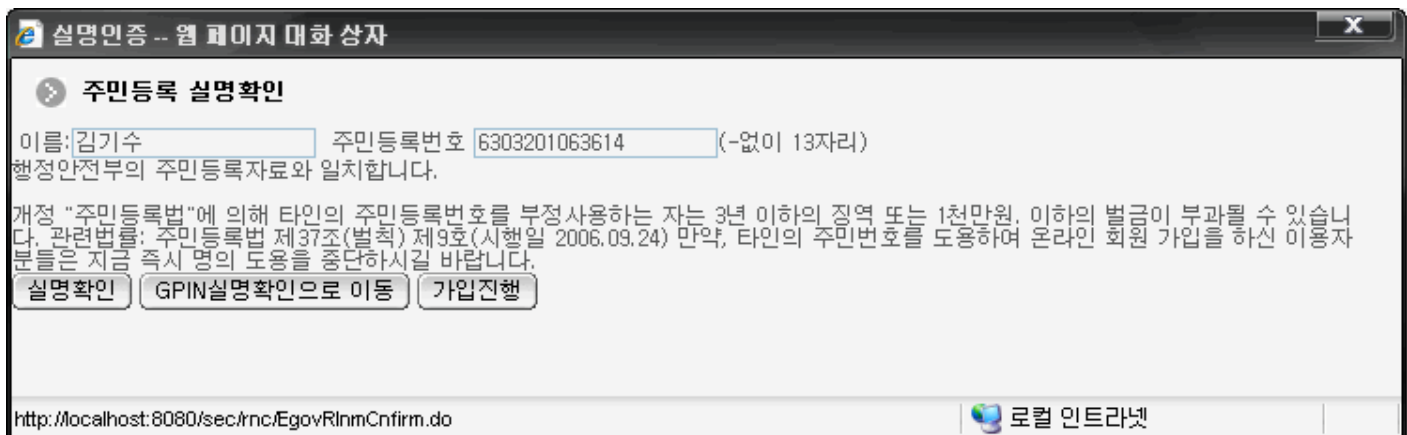 실명인증 -- 웹 페이지 대화 상자
X
주민등록 실명확인
이름: 김기수 주민등록번호 6303201063614 (-없이 13자리)
행정안전부의 주민등록자료와 일치합니다.
개정 "주민등록법"에 의해 타인의 주민등록번호를 부정사용하는 자는 3년 이하의 징역 또는 1천만원. 이하의 벌금이 부과될 수 있습니
다. 관련법률: 주민등록법 제37조(벌칙) 제9호(시행일 2006.09.24) 만약, 타인의 주민번호를 도용하여 온라인 회원 가입을 하신 이용자
분들은 지금 즉시 명의 도용을 중단하시길 바랍니다.
실명확인 GPIN실명확인으로 이동 가입진행
http://localhost:8080/sec/rnc/EgovRlnmCnfirm.do 로컬 인트라넷